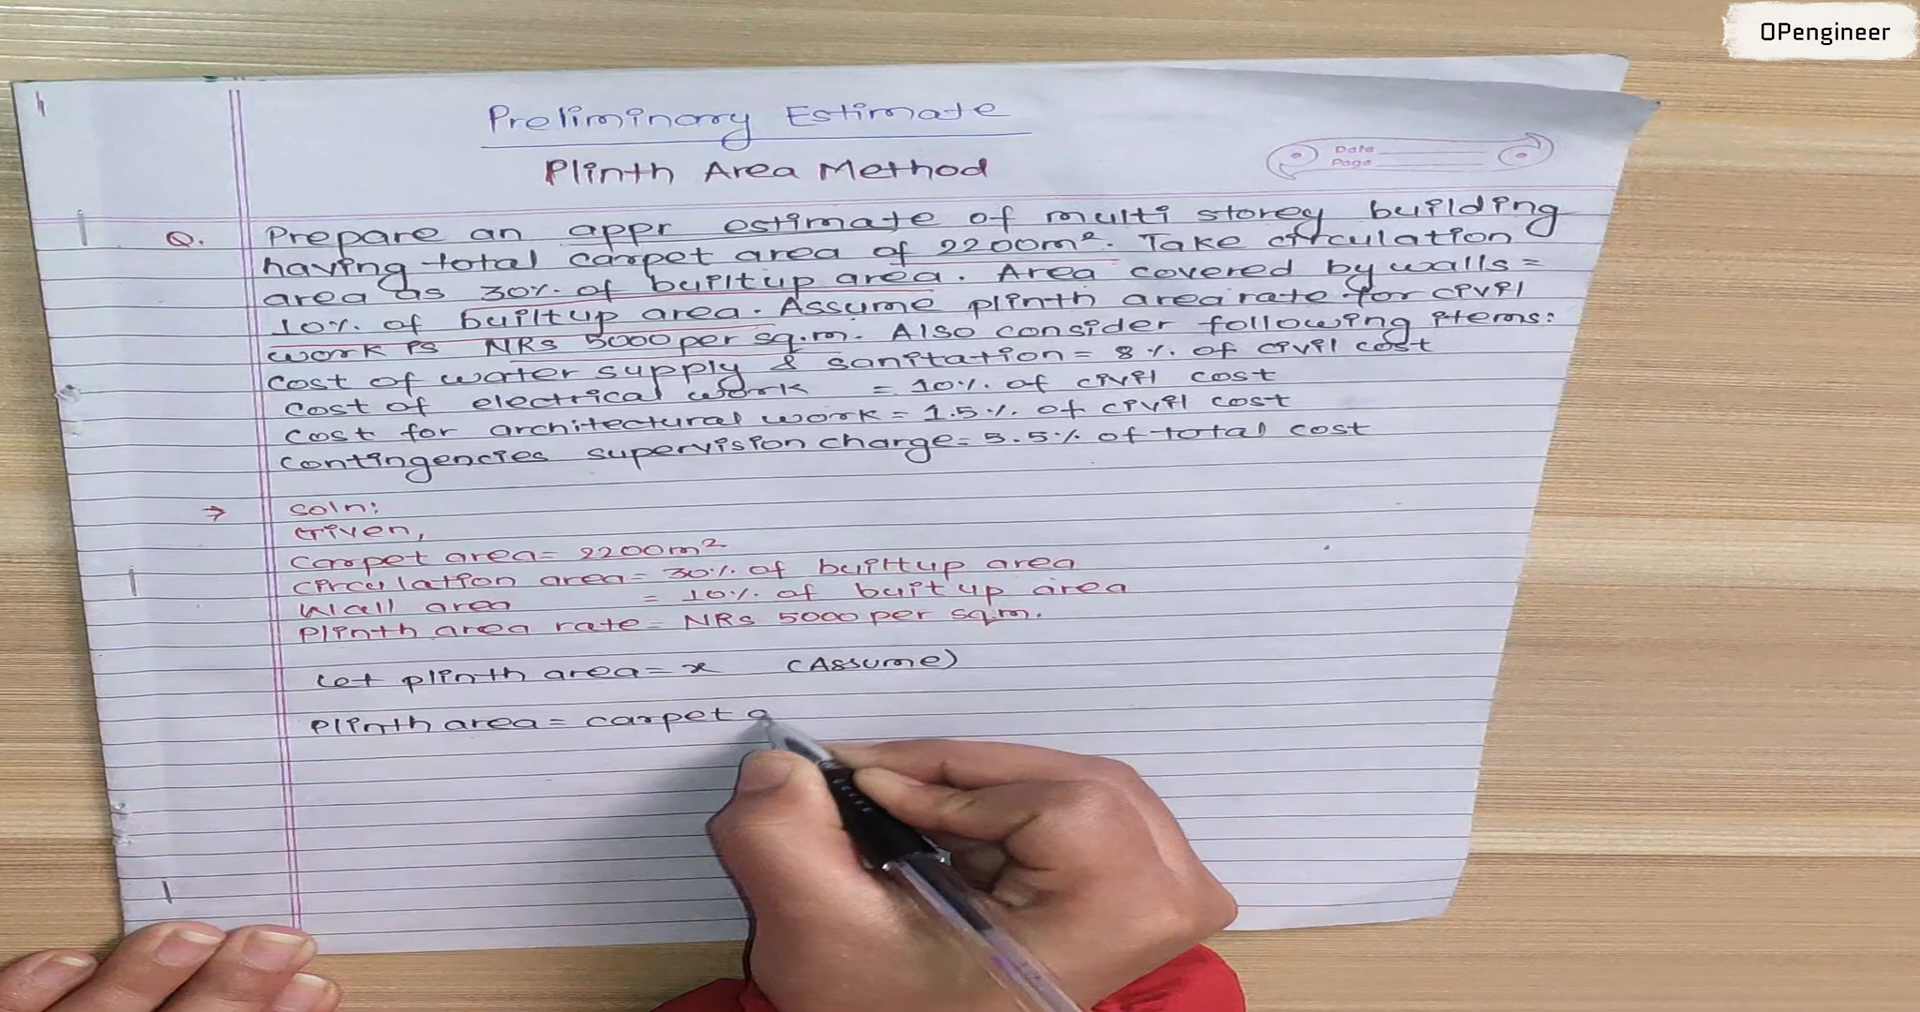 OPengineer
Preliminary Estimate
Date
Page
Plinth Area Method
Q. Prepare an appr estimate of multi storey building
having total carpet area of 2200m². Take circulation
area as 30% of builtup area. Area covered by walls =
10% of builtup area. Assume plinth area rate for civil
work is NRs 5000 per sq.m. Also consider following items:
cost of water supply & sanitation = 8% of civil cost
cost of electrical work = 10% of civil cost
cost for architectural work = 1.5% of civil cost
contingencies supervision charge = 5.5% of total cost
→ soln:
Given,
carpet area = 2200m²
circulation area = 30% of builtup area
Wall area = 10% of buitup area
Plinth area rate = NRs 5000 per sq.m.
Let plinth area = x (Assume)
Plinth area = carpet a